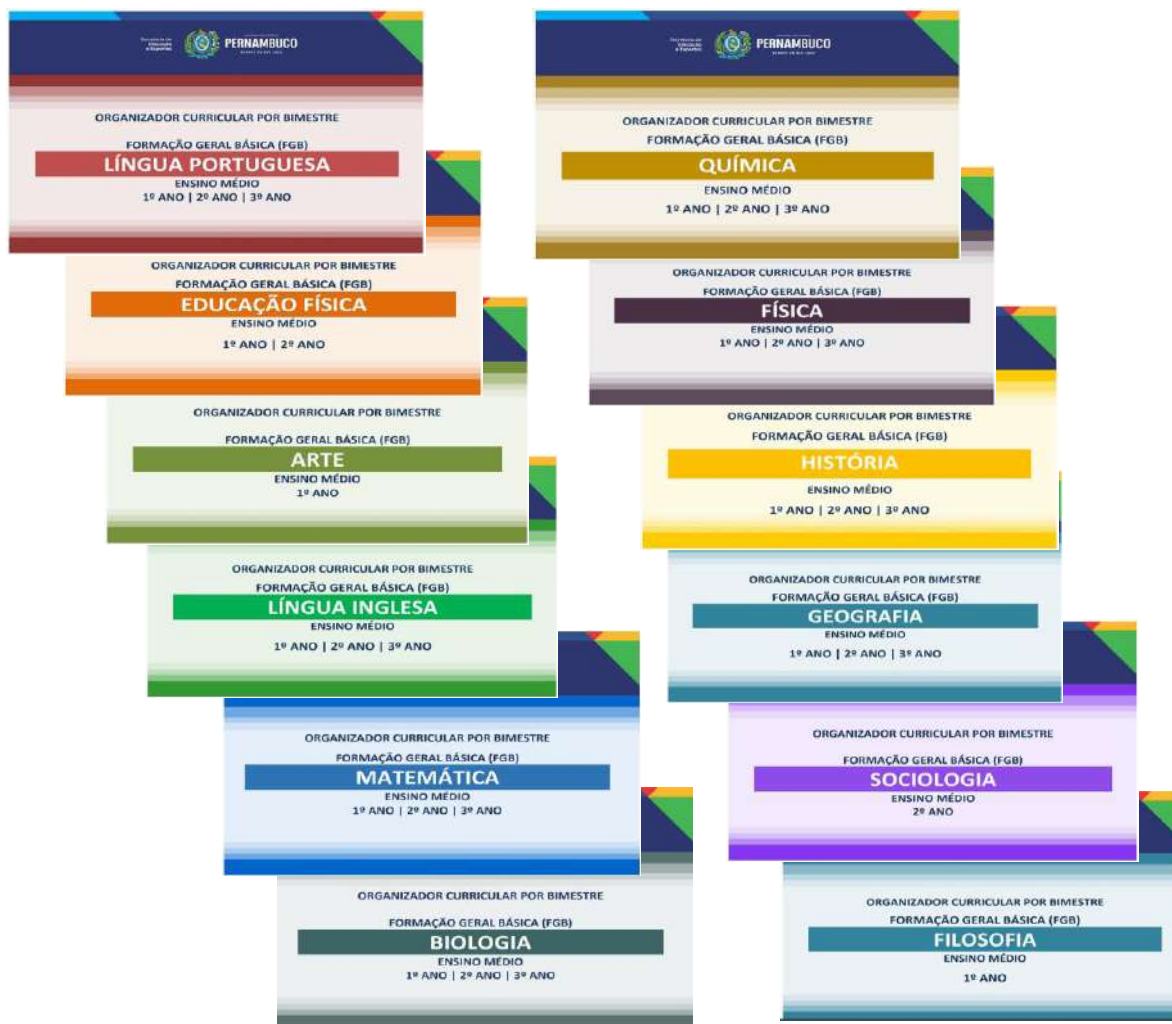 Secretaria de
Educação
e Esportes
PERNAMBUCO
ORGANIZADOR CURRICULAR POR BIMESTRE
FORMAÇÃO GERAL BÁSICA (FGB)
LÍNGUA PORTUGUESA
ENSINO MÉDIO
1º ANO | 2º ANO | 3º ANO
ORGANIZADOR CURRICULAR POR BIMESTRE
FORMAÇÃO GERAL BÁSICA (FGB)
EDUCAÇÃO FÍSICA
ENSINO MÉDIO
1º ANO | 2º ANO
ORGANIZADOR CURRICULAR POR BIMESTRE
FORMAÇÃO GERAL BÁSICA (FGB)
ARTE
ENSINO MÉDIO
1º ANO
ORGANIZADOR CURRICULAR POR BIMESTRE
FORMAÇÃO GERAL BÁSICA (FGB)
LÍNGUA INGLESA
ENSINO MÉDIO
1º ANO | 2º ANO | 3º ANO
ORGANIZADOR CURRICULAR POR BIMESTRE
FORMAÇÃO GERAL BÁSICA (FGB)
MATEMÁTICA
ENSINO MÉDIO
1º ANO | 2º ANO | 3º ANO
ORGANIZADOR CURRICULAR POR BIMESTRE
FORMAÇÃO GERAL BÁSICA (FGB)
BIOLOGIA
ENSINO MÉDIO
1º ANO | 2º ANO | 3º ANO
Secretaria de
Educação
e Esportes
PERNAMBUCO
ORGANIZADOR CURRICULAR POR BIMESTRE
FORMAÇÃO GERAL BÁSICA (FGB)
QUÍMICA
ENSINO MÉDIO
1º ANO | 2º ANO | 3º ANO
ORGANIZADOR CURRICULAR POR BIMESTRE
FORMAÇÃO GERAL BÁSICA (FGB)
FÍSICA
ENSINO MÉDIO
1º ANO | 2º ANO | 3º ANO
ORGANIZADOR CURRICULAR POR BIMESTRE
FORMAÇÃO GERAL BÁSICA (FGB)
HISTÓRIA
ENSINO MÉDIO
1º ANO | 2º ANO | 3º ANO
ORGANIZADOR CURRICULAR POR BIMESTRE
FORMAÇÃO GERAL BÁSICA (FGB)
GEOGRAFIA
ENSINO MÉDIO
1º ANO | 2º ANO | 3º ANO
ORGANIZADOR CURRICULAR POR BIMESTRE
FORMAÇÃO GERAL BÁSICA (FGB)
SOCIOLOGIA
ENSINO MÉDIO
2º ANO
ORGANIZADOR CURRICULAR POR BIMESTRE
FORMAÇÃO GERAL BÁSICA (FGB)
FILOSOFIA
ENSINO MÉDIO
1º ANO